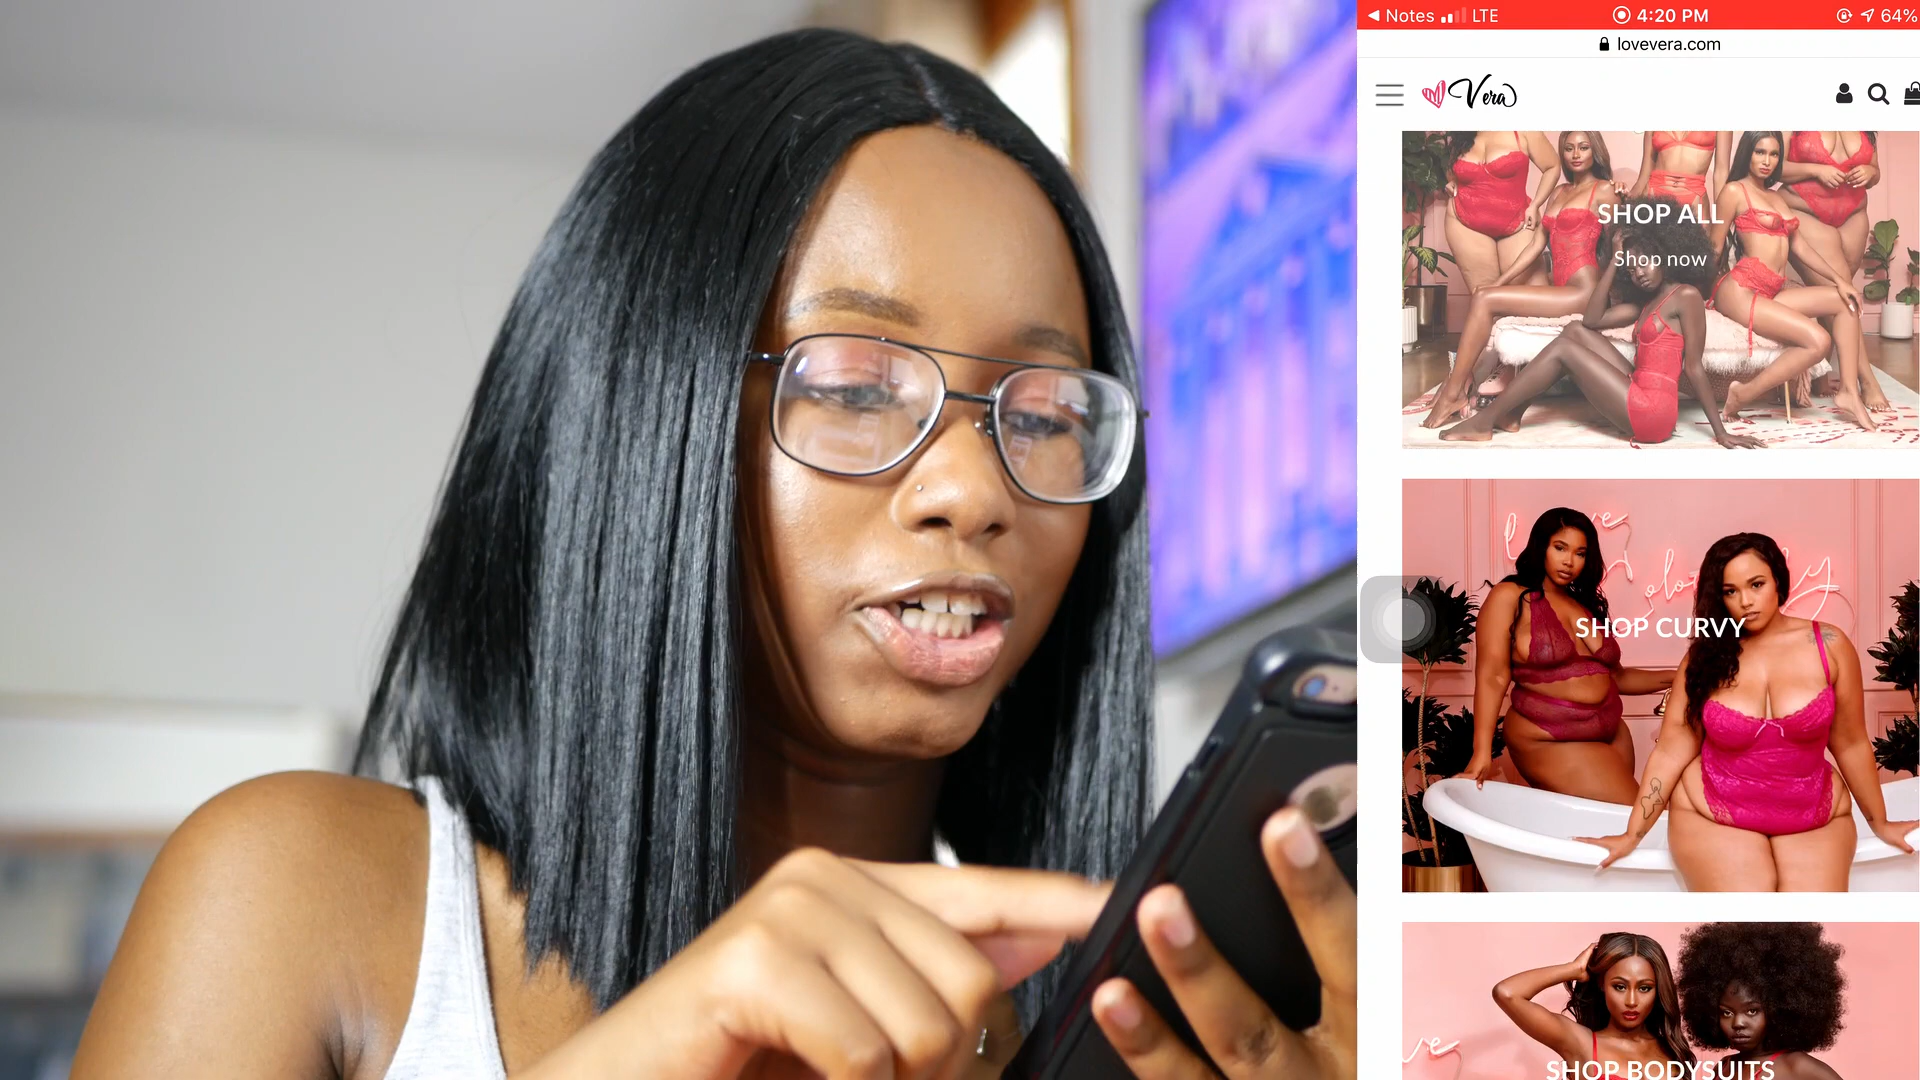 Notes LTE 4:20 PM 64%
lovevera.com
Vera
SHOP ALL
Shop now
SHOP CURVY
SHOP BODYSUITS